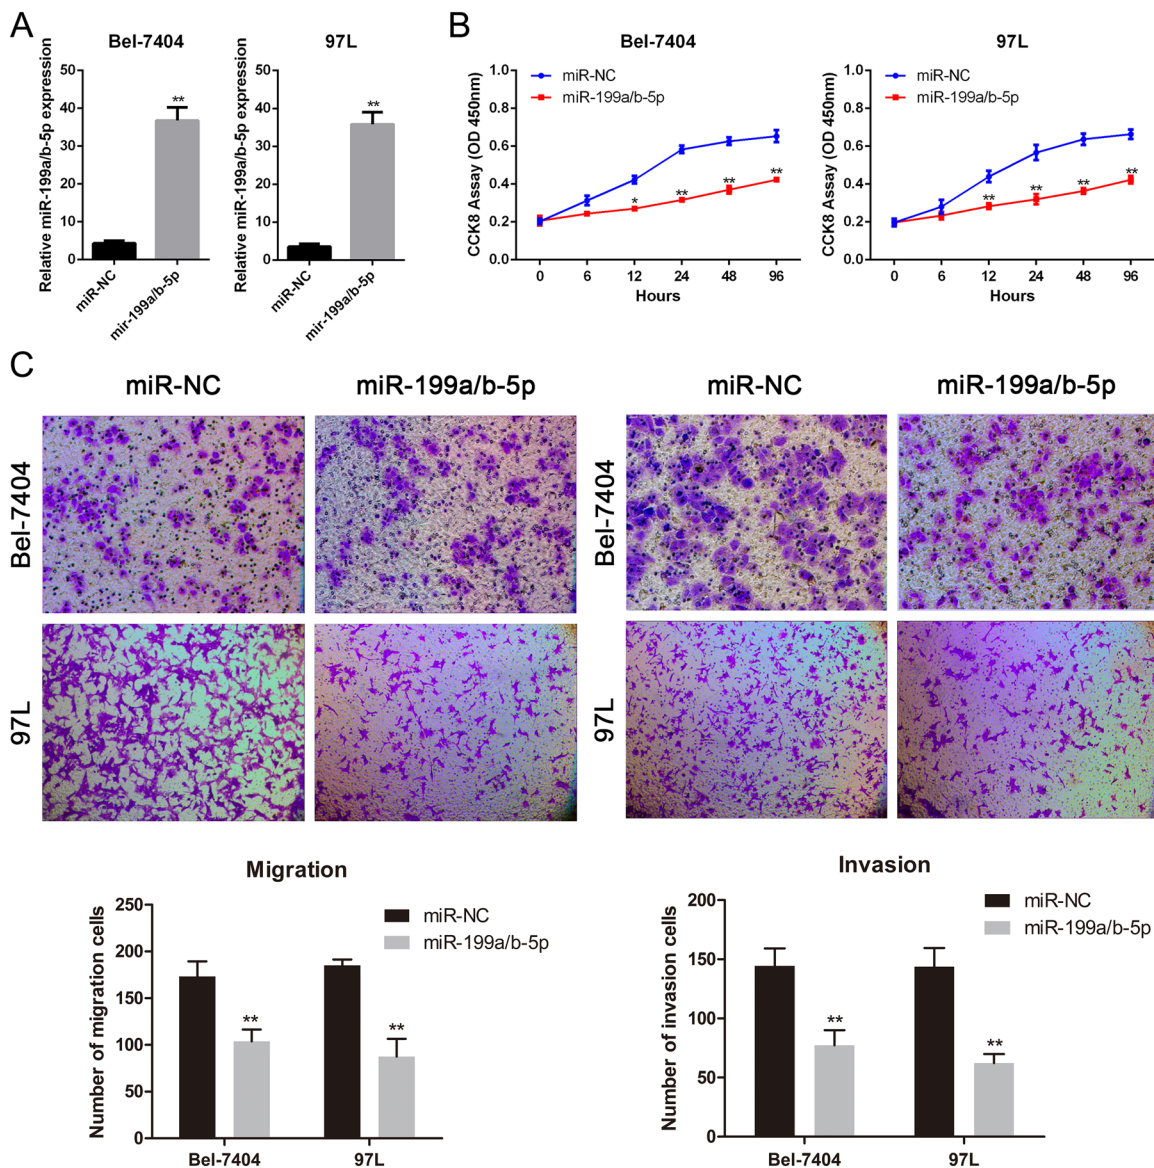 A
Bel-7404
97L
Relative miR-199a/b-5p expression
50
40
30
20
10
0
**
miR-NC
mir-199a/b-5p
Relative miR-199a/b-5p expression
50
40
30
20
10
0
**
miR-NC
mir-199a/b-5p
B
Bel-7404
97L
CCK8 Assay (OD 450nm)
1.0
0.8
0.6
0.4
0.2
0.0
miR-NC
miR-199a/b-5p
* ** ** **
0 6 12 24 48 96
Hours
CCK8 Assay (OD 450nm)
1.0
0.8
0.6
0.4
0.2
0.0
miR-NC
miR-199a/b-5p
** ** ** **
0 6 12 24 48 96
Hours
C
miR-NC miR-199a/b-5p miR-NC miR-199a/b-5p
Bel-7404
Bel-7404
97L
97L
Migration
Number of migration cells
250
200
150
100
50
0
miR-NC
miR-199a/b-5p
** **
Bel-7404 97L
Invasion
Number of invasion cells
200
150
100
50
0
miR-NC
miR-199a/b-5p
** **
Bel-7404 97L